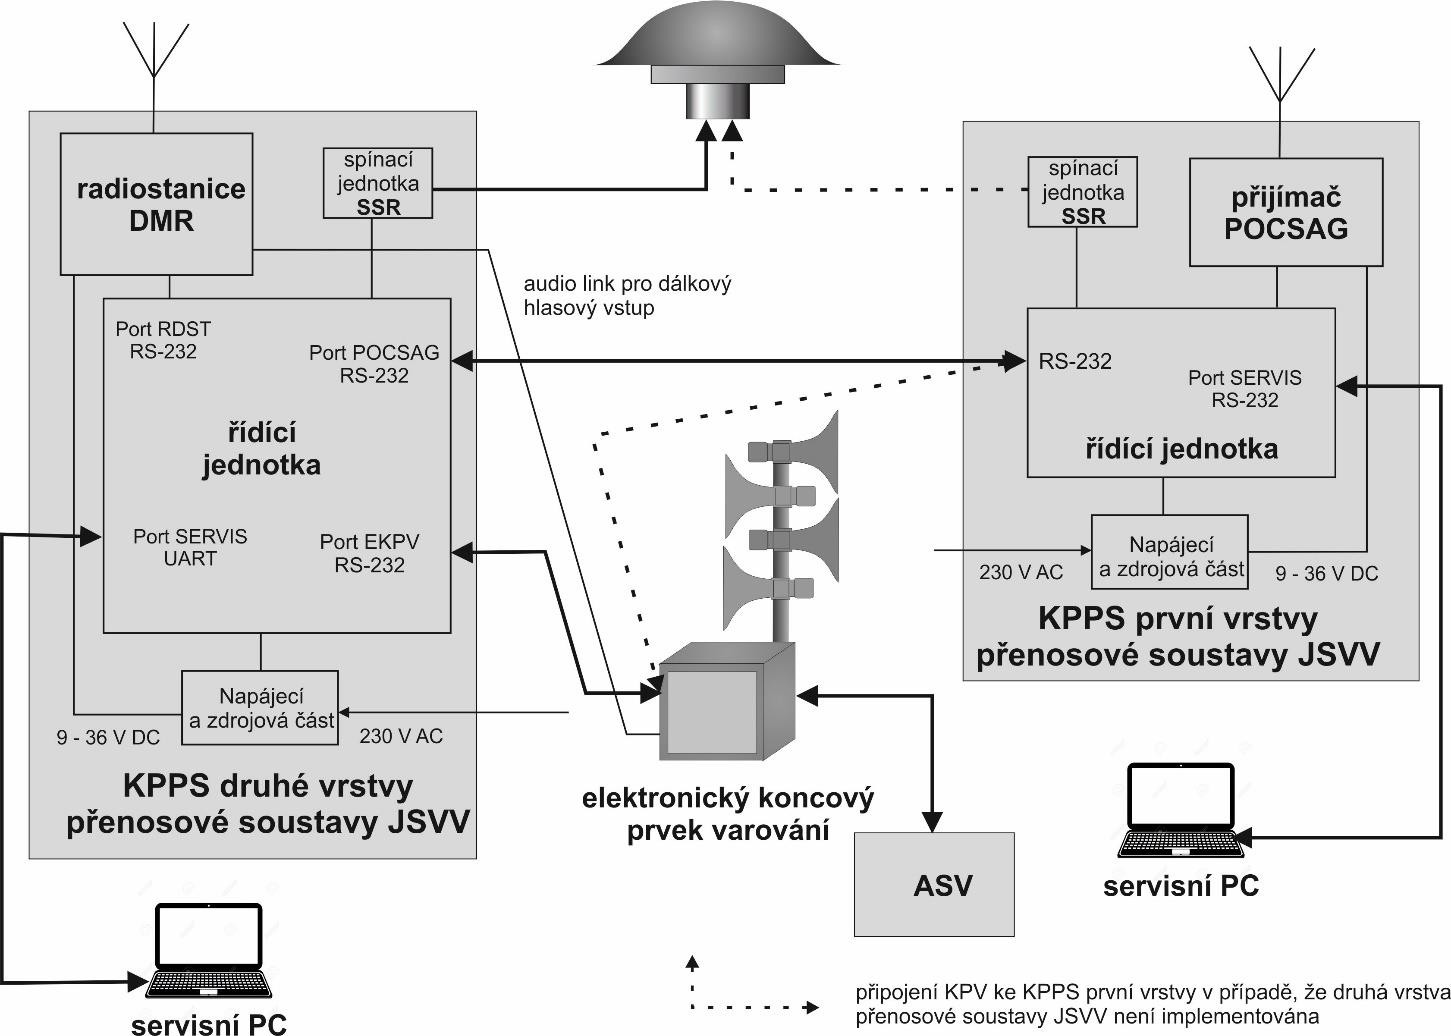 radiostanice
DMR
spínací
jednotka
SSR
Port RDST
RS-232
Port POCSAG
RS-232
řídící
jednotka
Port SERVIS
UART
Port EKPV
RS-232
Napájecí
a zdrojová část
9 - 36 V DC
230 V AC
KPPS druhé vrstvy
přenosové soustavy JSVV
servisní PC
audio link pro dálkový
hlasový vstup
elektronický koncový
prvek varování
ASV
spínací
jednotka
SSR
přijímač
POCSAG
RS-232
Port SERVIS
RS-232
řídící jednotka
Napájecí
a zdrojová část
230 V AC
9 - 36 V DC
KPPS první vrstvy
přenosové soustavy JSVV
servisní PC
připojení KPV ke KPPS první vrstvy v případě, že druhá vrstva
přenosové soustavy JSVV není implementována